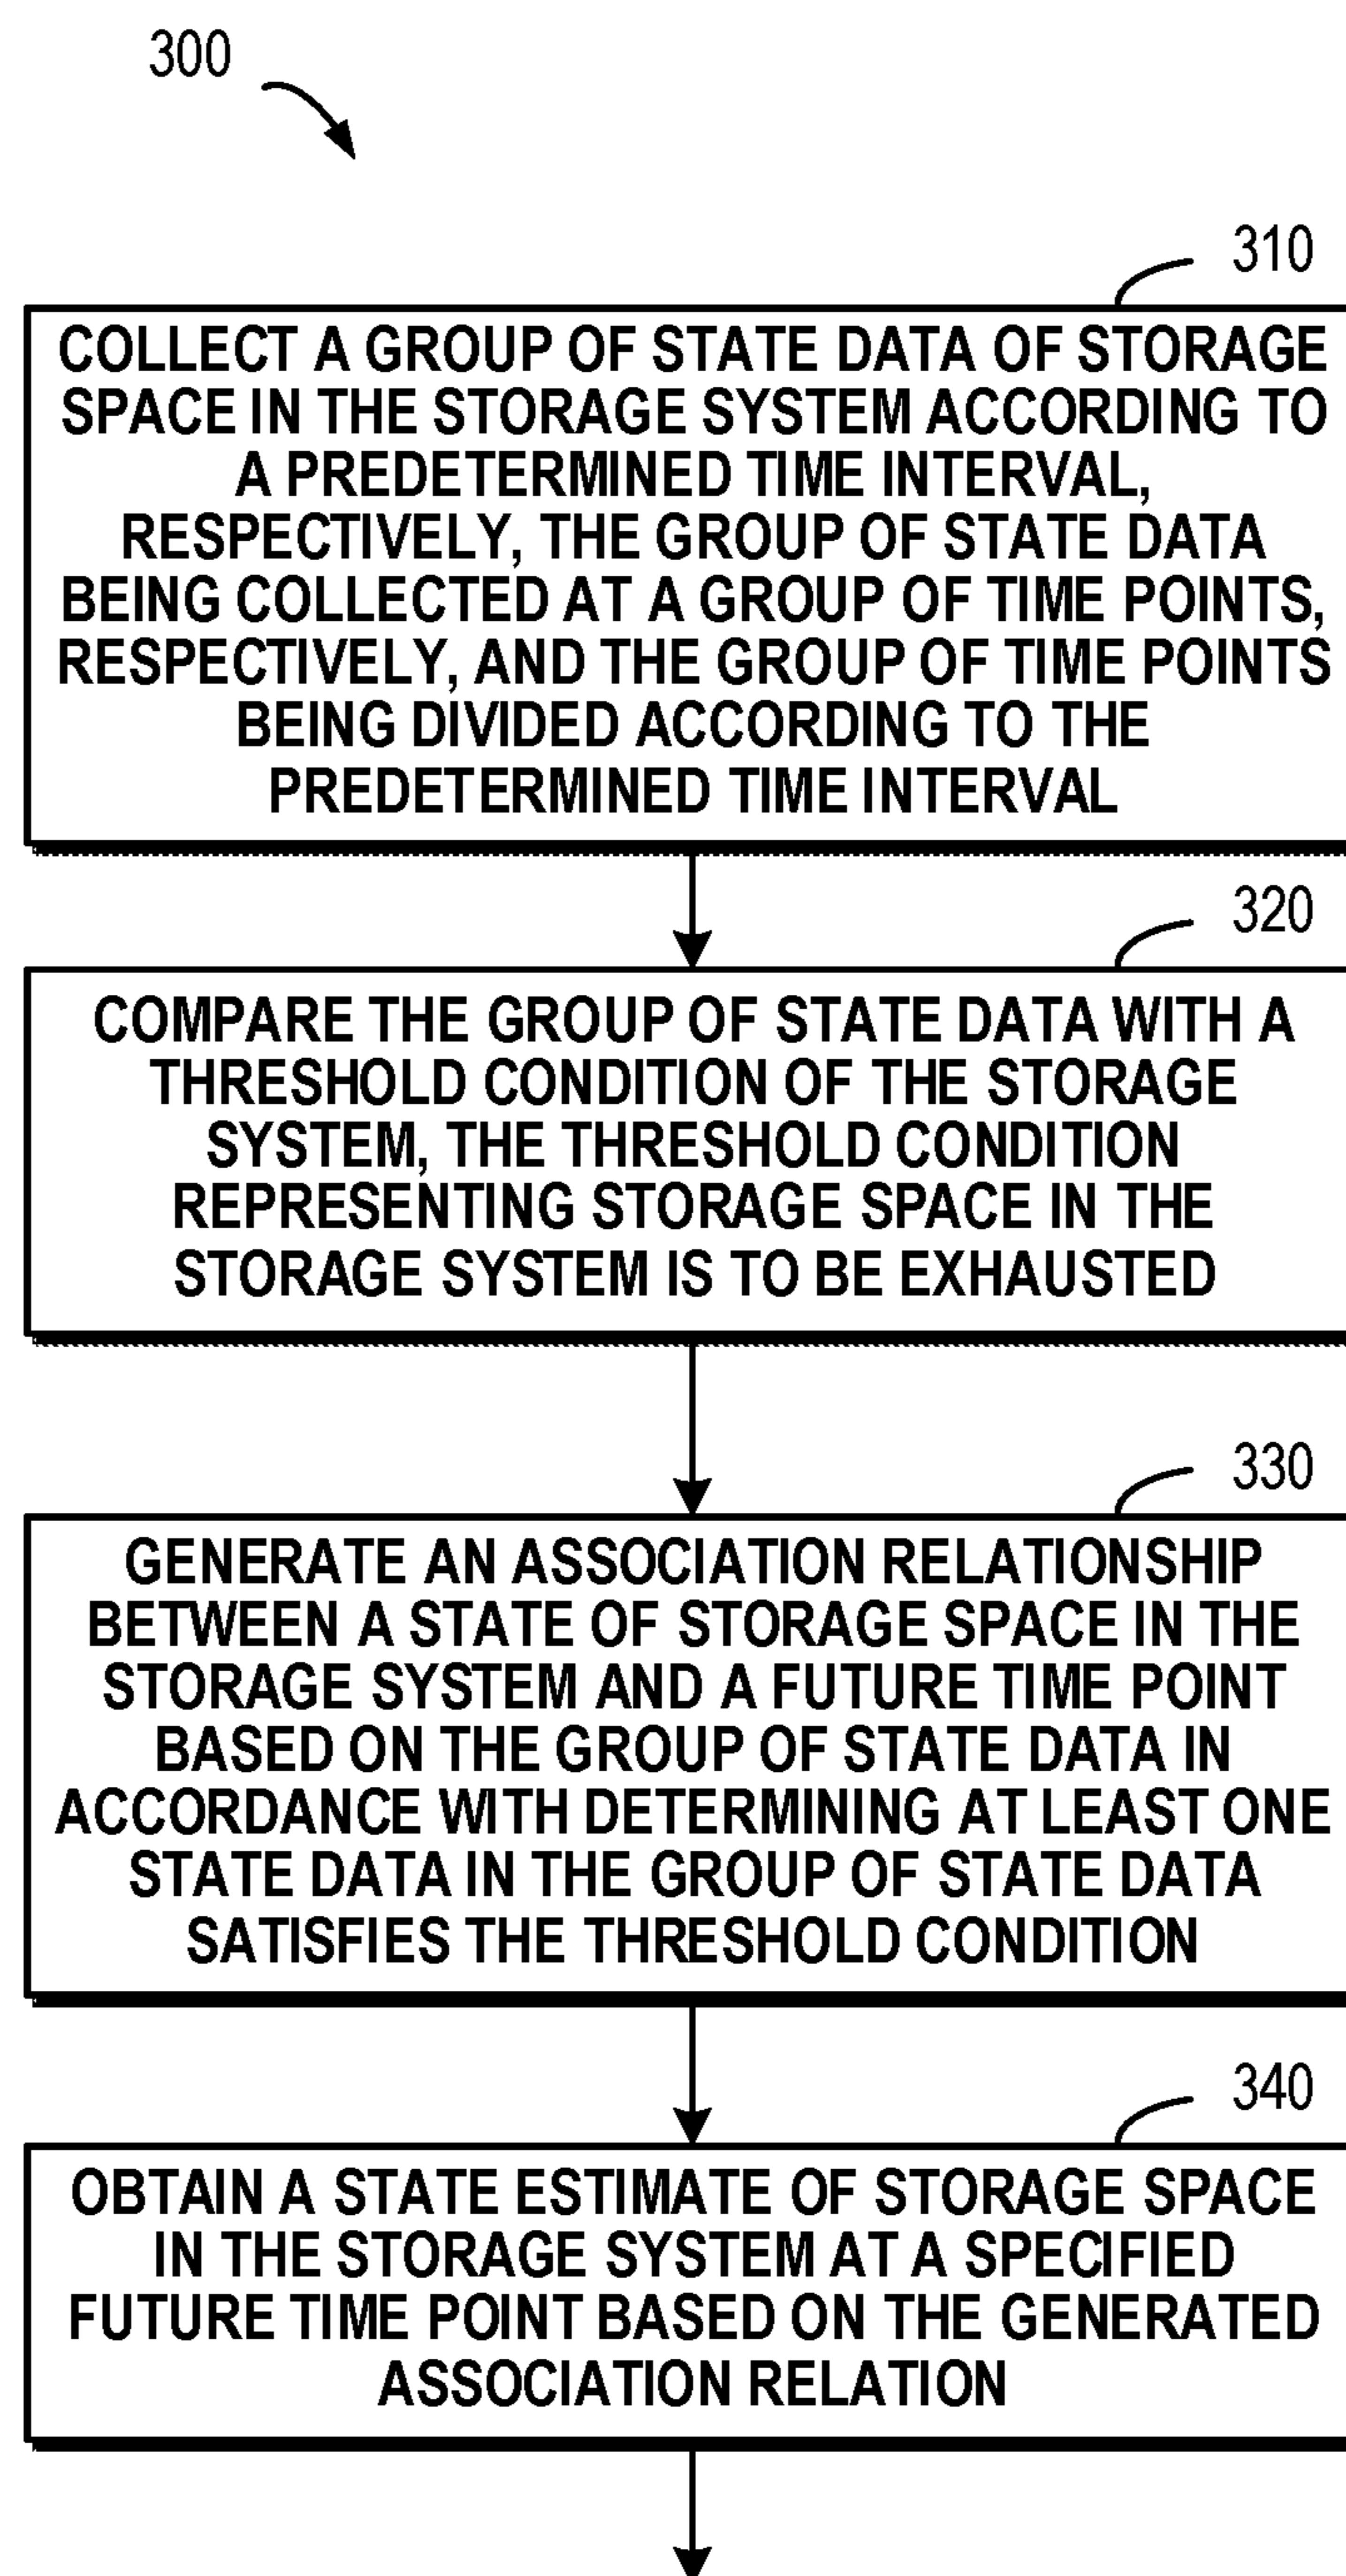 300
310
COLLECT A GROUP OF STATE DATA OF STORAGE
SPACE IN THE STORAGE SYSTEM ACCORDING TO
A PREDETERMINED TIME INTERVAL,
RESPECTIVELY, THE GROUP OF STATE DATA
BEING COLLECTED AT A GROUP OF TIME POINTS,
RESPECTIVELY, AND THE GROUP OF TIME POINTS
BEING DIVIDED ACCORDING TO THE
PREDETERMINED TIME INTERVAL
320
COMPARE THE GROUP OF STATE DATA WITH A
THRESHOLD CONDITION OF THE STORAGE
SYSTEM, THE THRESHOLD CONDITION
REPRESENTING STORAGE SPACE IN THE
STORAGE SYSTEM IS TO BE EXHAUSTED
330
GENERATE AN ASSOCIATION RELATIONSHIP
BETWEEN A STATE OF STORAGE SPACE IN THE
STORAGE SYSTEM AND A FUTURE TIME POINT
BASED ON THE GROUP OF STATE DATA IN
ACCORDANCE WITH DETERMINING AT LEAST ONE
STATE DATA IN THE GROUP OF STATE DATA
SATISFIES THE THRESHOLD CONDITION
340
OBTAIN A STATE ESTIMATE OF STORAGE SPACE
IN THE STORAGE SYSTEM AT A SPECIFIED
FUTURE TIME POINT BASED ON THE GENERATED
ASSOCIATION RELATION